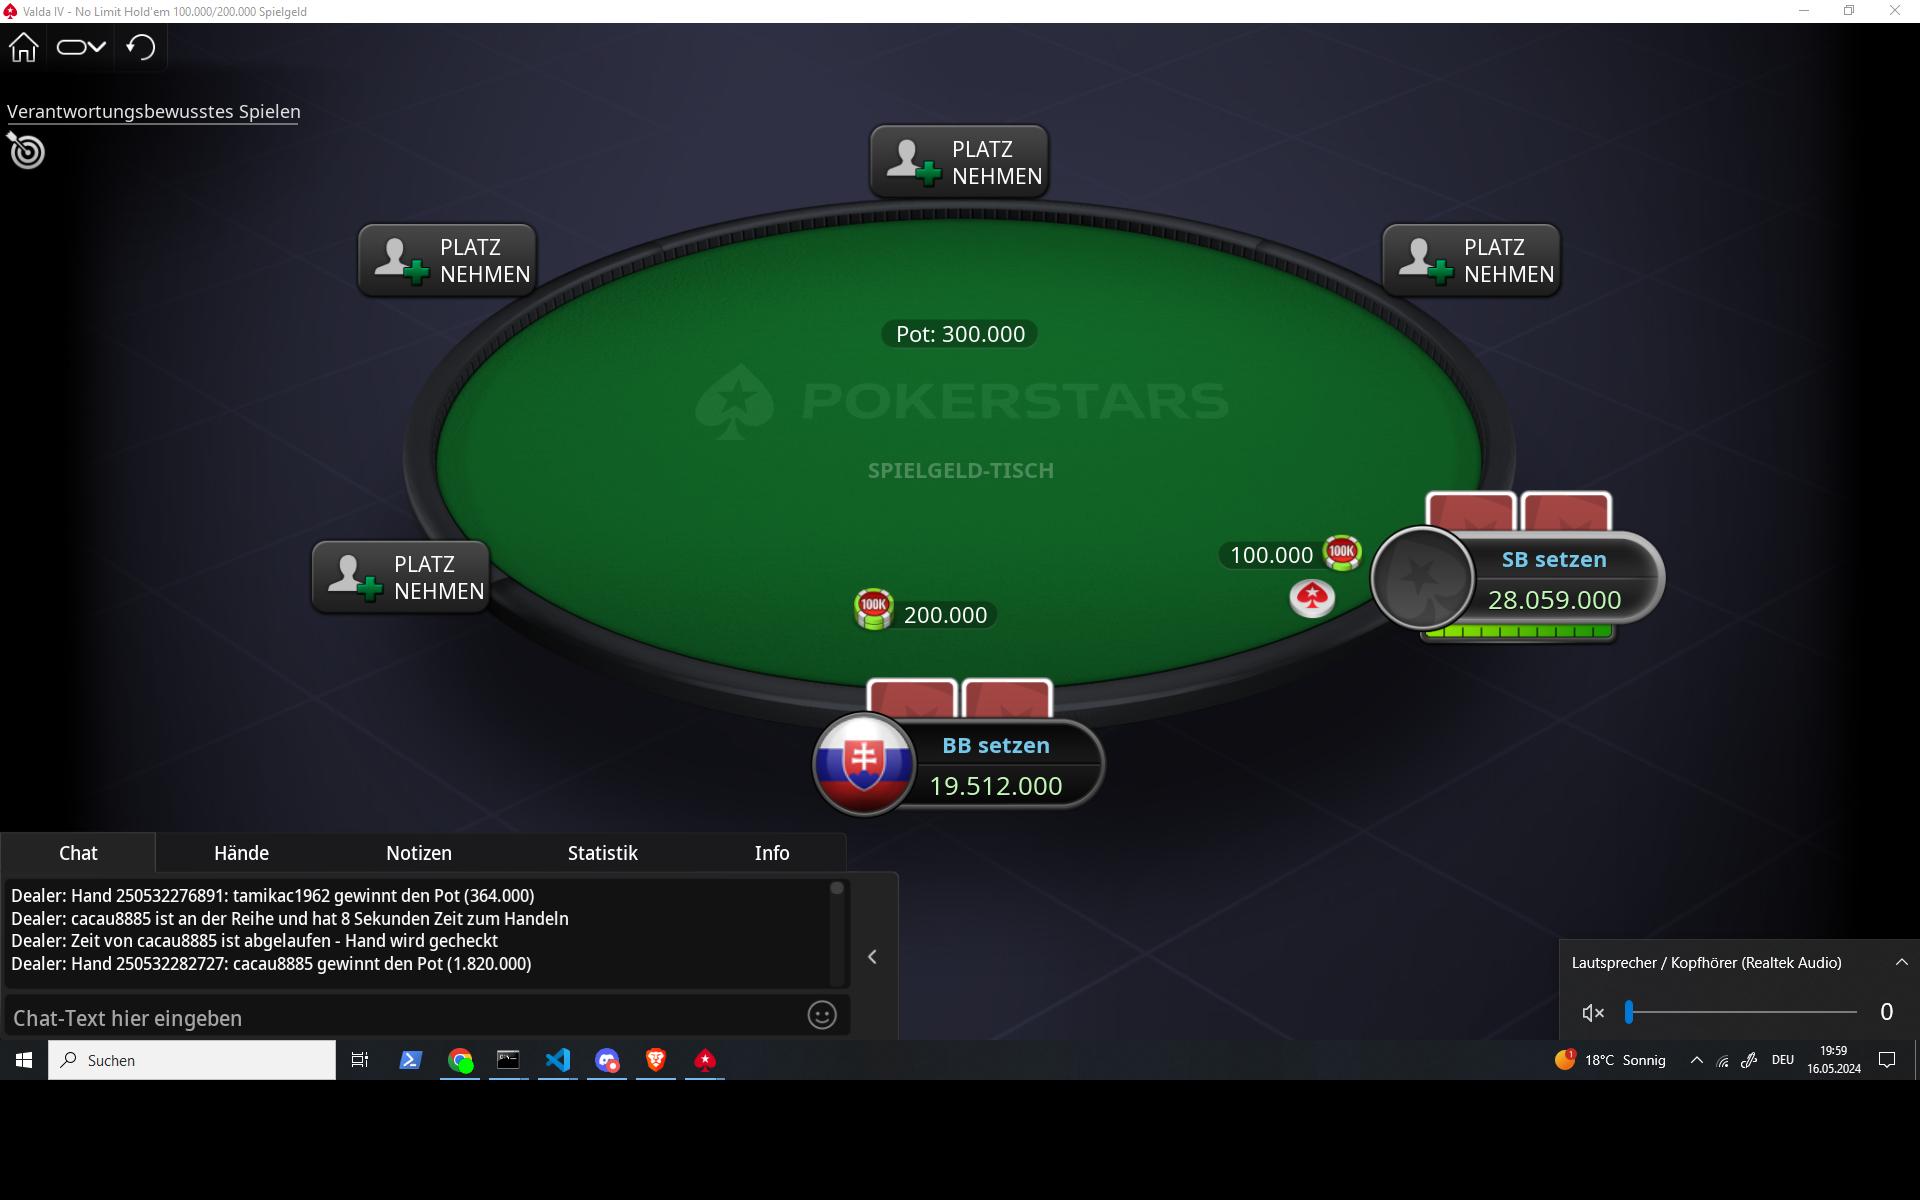 Valda IV - No Limit Hold'em 100.000/200.000 Spielgeld
Verantwortungsbewusstes Spielen
PLATZ
NEHMEN
PLATZ
NEHMEN
PLATZ
NEHMEN
Pot: 300.000
POKERSTARS
SPIELGELD-TISCH
100.000
100K
SB setzen
28.059.000
PLATZ
NEHMEN
100K
200.000
BB setzen
19.512.000
Chat
Hände
Notizen
Statistik
Info
Dealer: Hand 250532276891: tamikac1962 gewinnt den Pot (364.000)
Dealer: cacau8885 ist an der Reihe und hat 8 Sekunden Zeit zum Handeln
Dealer: Zeit von cacau8885 ist abgelaufen - Hand wird gecheckt
Dealer: Hand 250532282727: cacau8885 gewinnt den Pot (1.820.000)
Chat-Text hier eingeben
Lautsprecher / Kopfhörer (Realtek Audio)
0
Suchen
1
18°C Sonnig
DEU
19:59
16.05.2024